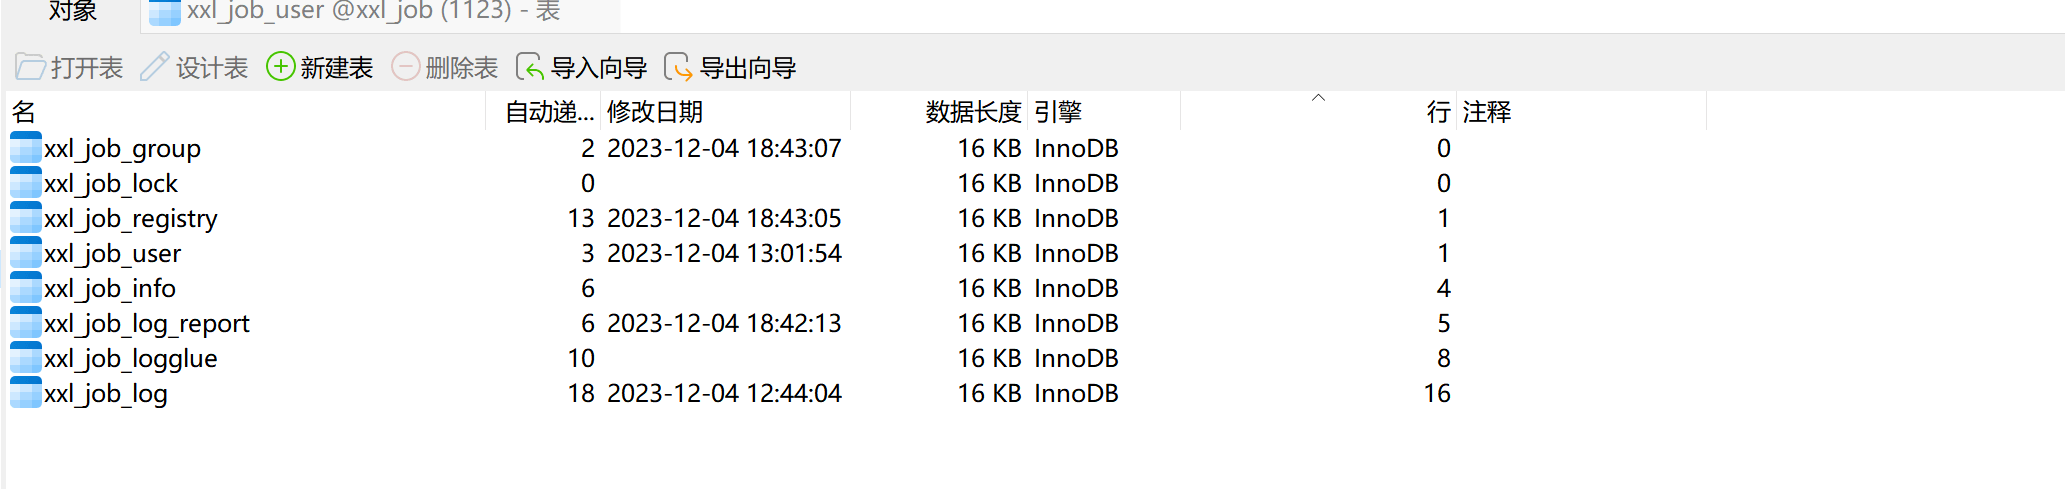 对象 xxl_job_user @xxl_job (1123) - 表
打开表 设计表 新建表 删除表 导入向导 导出向导
名 自动递... 修改日期 数据长度 引擎 行 注释
xxl_job_group 2 2023-12-04 18:43:07 16 KB InnoDB 0
xxl_job_lock 0 16 KB InnoDB 0
xxl_job_registry 13 2023-12-04 18:43:05 16 KB InnoDB 1
xxl_job_user 3 2023-12-04 13:01:54 16 KB InnoDB 1
xxl_job_info 6 16 KB InnoDB 4
xxl_job_log_report 6 2023-12-04 18:42:13 16 KB InnoDB 5
xxl_job_logglue 10 16 KB InnoDB 8
xxl_job_log 18 2023-12-04 12:44:04 16 KB InnoDB 16